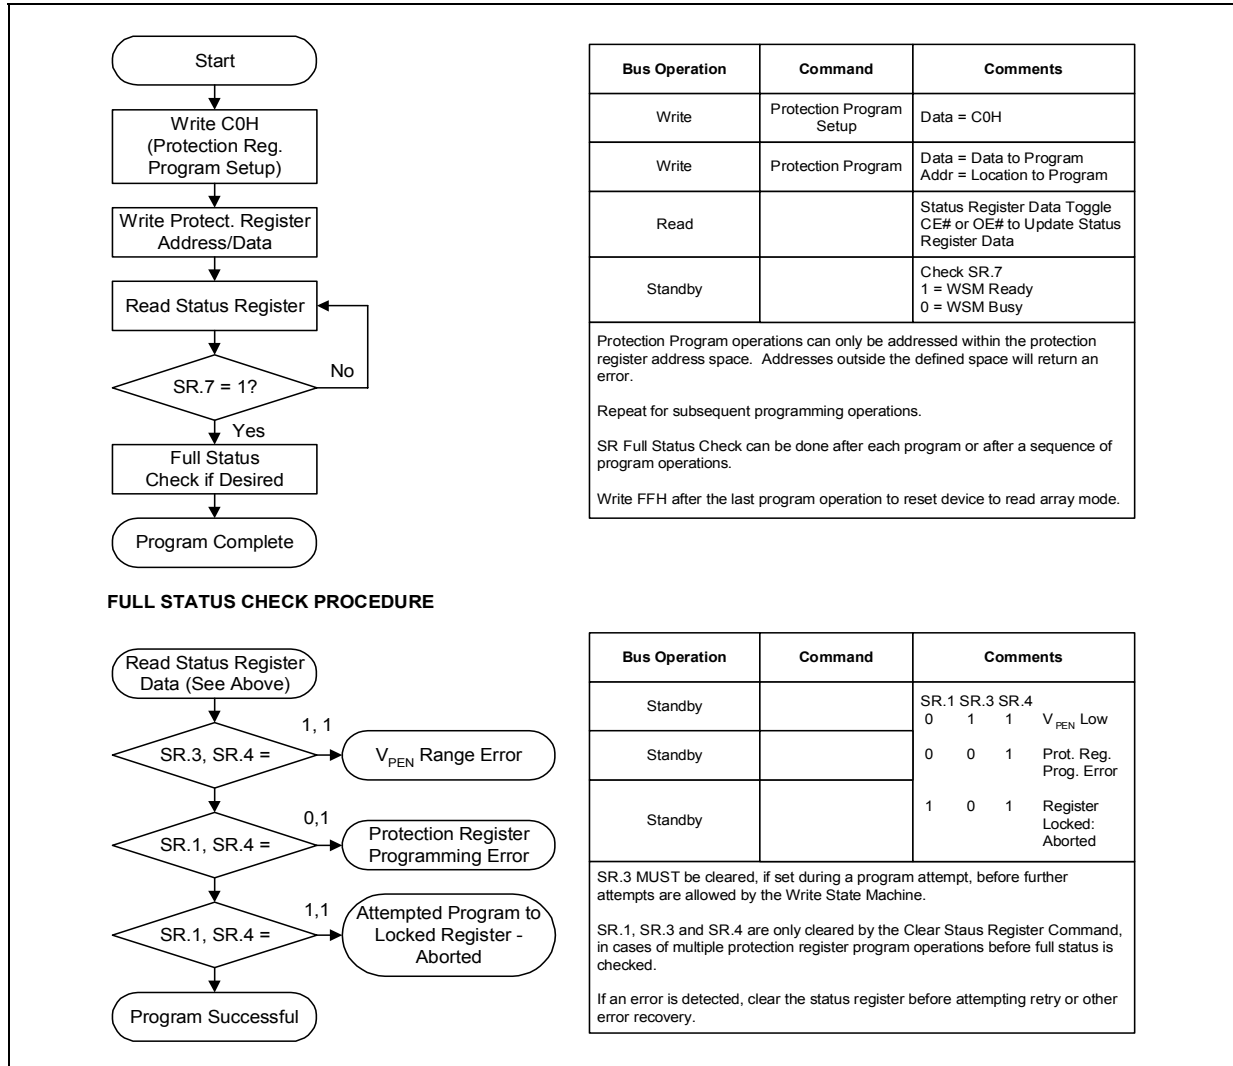 Start
Write C0H
(Protection Reg.
Program Setup)
Write Protect. Register
Address/Data
Read Status Register
SR.7 = 1?
No
Yes
Full Status
Check if Desired
Program Complete
Bus Operation Command Comments
Write Protection Program
Setup Data = C0H
Write Protection Program Data = Data to Program
Addr = Location to Program
Read Status Register Data Toggle
CE# or OE# to Update Status
Register Data
Standby Check SR.7
1 = WSM Ready
0 = WSM Busy
Protection Program operations can only be addressed within the protection
register address space. Addresses outside the defined space will return an
error.
Repeat for subsequent programming operations.
SR Full Status Check can be done after each program or after a sequence of
program operations.
Write FFH after the last program operation to reset device to read array mode.
FULL STATUS CHECK PROCEDURE
Read Status Register
Data (See Above)
1, 1
SR.3, SR.4 =
VPEN Range Error
0,1
SR.1, SR.4 =
Protection Register
Programming Error
1,1
SR.1, SR.4 =
Attempted Program to
Locked Register -
Aborted
Program Successful
Bus Operation Command Comments
Standby SR.1 SR.3 SR.4
0 1 1 VPEN Low
Standby 0 0 1 Prot. Reg.
Prog. Error
Standby 1 0 1 Register
Locked:
Aborted
SR.3 MUST be cleared, if set during a program attempt, before further
attempts are allowed by the Write State Machine.
SR.1, SR.3 and SR.4 are only cleared by the Clear Staus Register Command,
in cases of multiple protection register program operations before full status is
checked.
If an error is detected, clear the status register before attempting retry or other
error recovery.